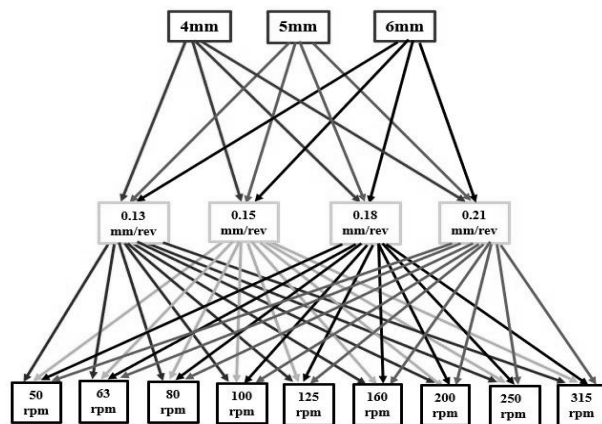 4mm 5mm 6mm
0.13 0.15 0.18 0.21
mm/rev mm/rev mm/rev mm/rev
50 63 80 100 125 160 200 250 315
rpm rpm rpm rpm rpm rpm rpm rpm rpm